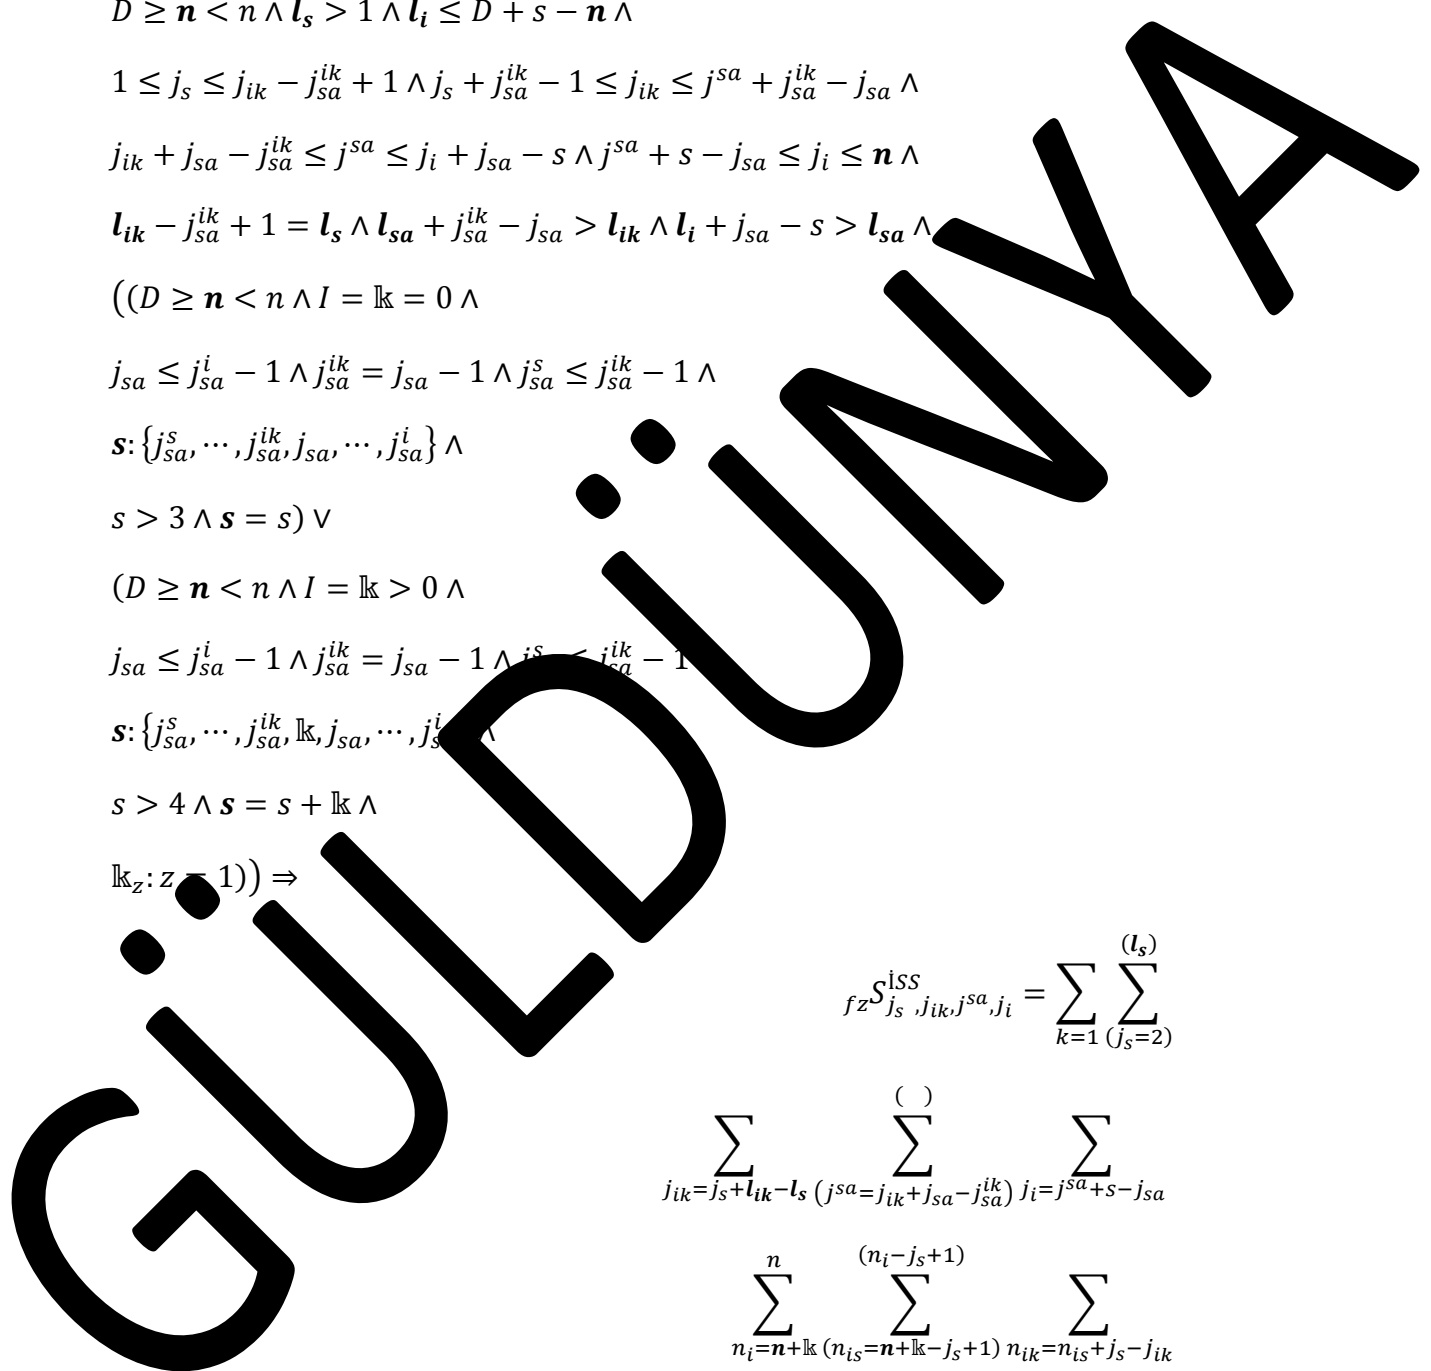 D ≥ n < n ∧ l_s > 1 ∧ l_i ≤ D + s − n ∧
1 ≤ j_s ≤ j_{ik} − j_{sa}^{ik} + 1 ∧ j_s + j_{sa}^{ik} − 1 ≤ j_{ik} ≤ j^{sa} + j_{sa}^{ik} − j_{sa} ∧
j_{ik} + j_{sa} − j_{sa}^{ik} ≤ j^{sa} ≤ j_i + j_{sa} − s ∧ j^{sa} + s − j_{sa} ≤ j_i ≤ n ∧
l_{ik} − j_{sa}^{ik} + 1 = l_s ∧ l_{sa} + j_{sa}^{ik} − j_{sa} > l_{ik} ∧ l_i + j_{sa} − s > l_{sa} ∧
((D ≥ n < n ∧ I = 𝕜 = 0 ∧
j_{sa} ≤ j_{sa}^i − 1 ∧ j_{sa}^{ik} = j_{sa} − 1 ∧ j_{sa}^s ≤ j_{sa}^{ik} − 1 ∧
s: {j_{sa}^s, ⋯ , j_{sa}^{ik}, j_{sa}, ⋯ , j_{sa}^i} ∧
s > 3 ∧ s = s) ∨
(D ≥ n < n ∧ I = 𝕜 > 0 ∧
j_{sa} ≤ j_{sa}^i − 1 ∧ j_{sa}^{ik} = j_{sa} − 1 ∧ j_{sa}^s ≤ j_{sa}^{ik} − 1
s: {j_{sa}^s, ⋯ , j_{sa}^{ik}, 𝕜, j_{sa}, ⋯ , j_s^i ∧
s > 4 ∧ s = s + 𝕜 ∧
𝕜_z: z = 1)) ⇒
_{fz}S_{j_s ,j_{ik},j^{sa},j_i}^{İSS} = ∑_{k=1} ∑_{(j_s=2)}^{(l_s)}
∑_{j_{ik}=j_s+l_{ik}−l_s} ∑_{(j^{sa}=j_{ik}+j_{sa}−j_{sa}^{ik})}^{( )} ∑_{j_i=j^{sa}+s−j_{sa}}
∑_{n_i=n+𝕜}^{n} ∑_{(n_{is}=n+𝕜−j_s+1)}^{(n_i−j_s+1)} ∑_{n_{ik}=n_{is}+j_s−j_{ik}}
GÜLDÜNYA